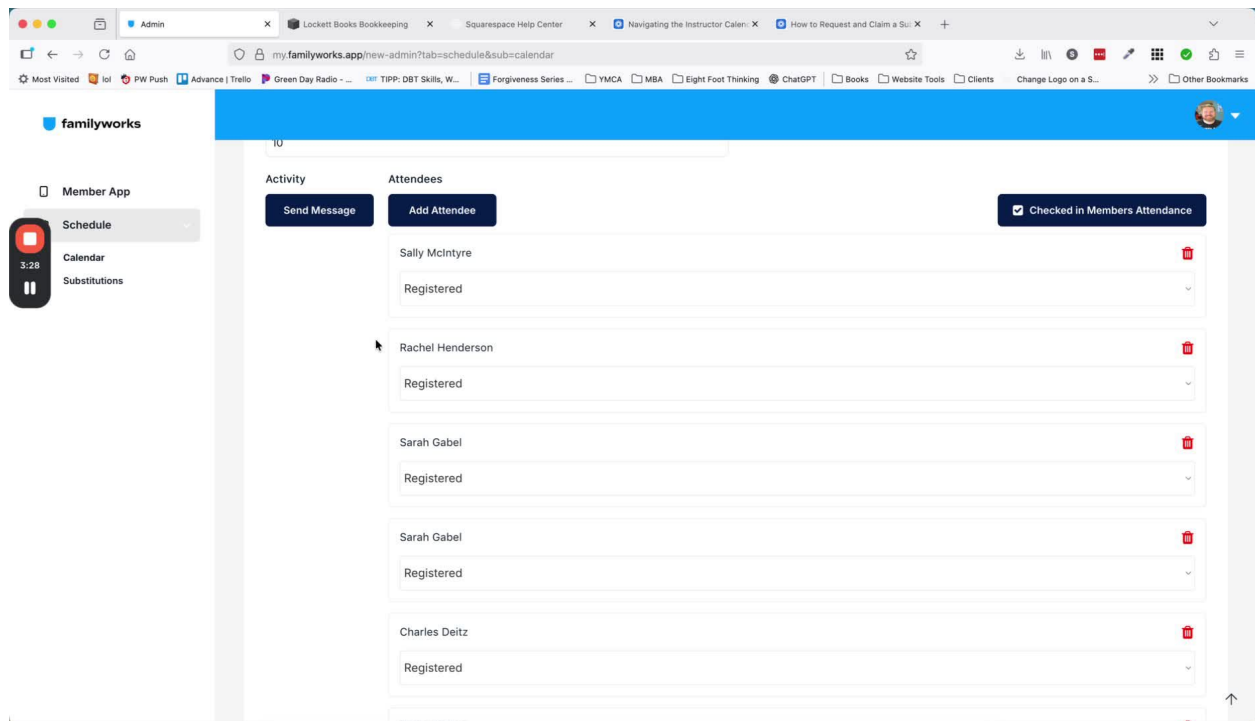 Admin
Lockett Books Bookkeeping
Squarespace Help Center
Navigating the Instructor Calenc
How to Request and Claim a Su
my.familyworks.app/new-admin?tab=schedule&sub=calendar
Most Visited lol PW Push Advance | Trello Green Day Radio - ... DBT TIPP: DBT Skills, W... Forgiveness Series ... YMCA MBA Eight Foot Thinking ChatGPT Books Website Tools Clients Change Logo on a S... Other Bookmarks
familyworks
10
Activity Attendees
Member App
Send Message Add Attendee Checked in Members Attendance
Schedule
Sally McIntyre
Calendar
3:28
Substitutions
Registered
Rachel Henderson
Registered
Sarah Gabel
Registered
Sarah Gabel
Registered
Charles Deitz
Registered